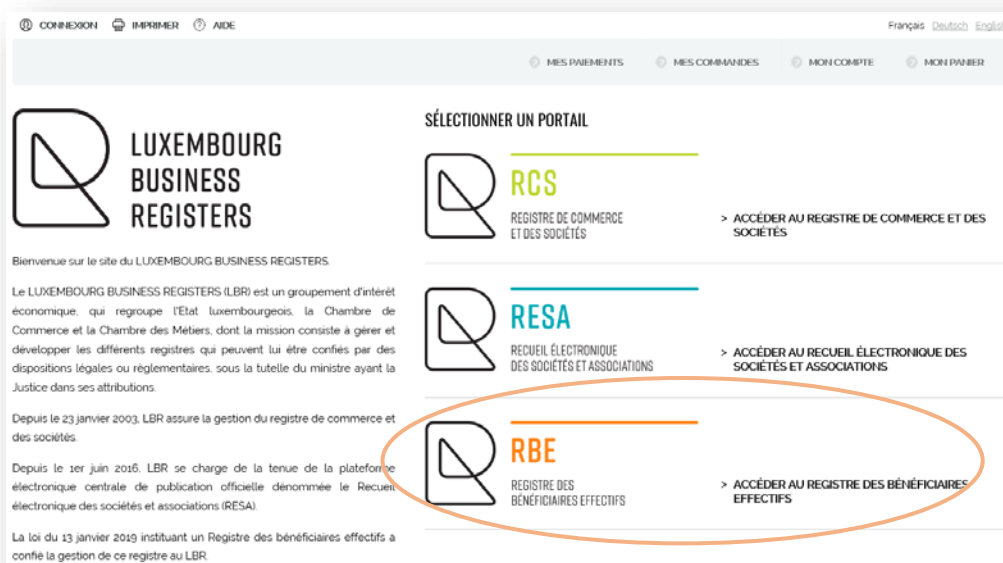 CONNEXION IMPRIMER AIDE
Français Deutsch English
MES PAIEMENTS MES COMMANDES MON COMPTE MON PANIER
LUXEMBOURG
BUSINESS
REGISTERS
Bienvenue sur le site du LUXEMBOURG BUSINESS REGISTERS.
Le LUXEMBOURG BUSINESS REGISTERS (LBR) est un groupement d'intérêt
économique, qui regroupe l'Etat luxembourgeois, la Chambre de
Commerce et la Chambre des Métiers, dont la mission consiste à gérer et
développer les différents registres qui peuvent lui être confiés par des
dispositions légales ou règlementaires, sous la tutelle du ministre ayant la
Justice dans ses attributions.
Depuis le 23 janvier 2003, LBR assure la gestion du registre de commerce et
des sociétés.
Depuis le 1er juin 2016, LBR se charge de la tenue de la plateforme
électronique centrale de publication officielle dénommée le Recueil
électronique des sociétés et associations (RESA).
La loi du 13 janvier 2019 instituant un Registre des bénéficiaires effectifs a
confié la gestion de ce registre au LBR.
SÉLECTIONNER UN PORTAIL
RCS
REGISTRE DE COMMERCE
ET DES SOCIÉTÉS
> ACCÉDER AU REGISTRE DE COMMERCE ET DES
SOCIÉTÉS
RESA
RECUEIL ÉLECTRONIQUE
DES SOCIÉTÉS ET ASSOCIATIONS
> ACCÉDER AU RECUEIL ÉLECTRONIQUE DES
SOCIÉTÉS ET ASSOCIATIONS
RBE
REGISTRE DES
BÉNÉFICIAIRES EFFECTIFS
> ACCÉDER AU REGISTRE DES BÉNÉFICIAIRES
EFFECTIFS